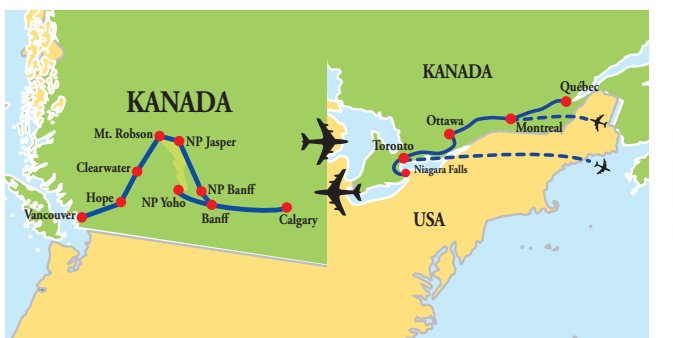 KANADA
Mt. Robson
NP Jasper
Clearwater
Hope
NP Yoho
NP Banff
Vancouver
Banff
Calgary
KANADA
Québec
Ottawa
Montreal
Toronto
Niagara Falls
USA